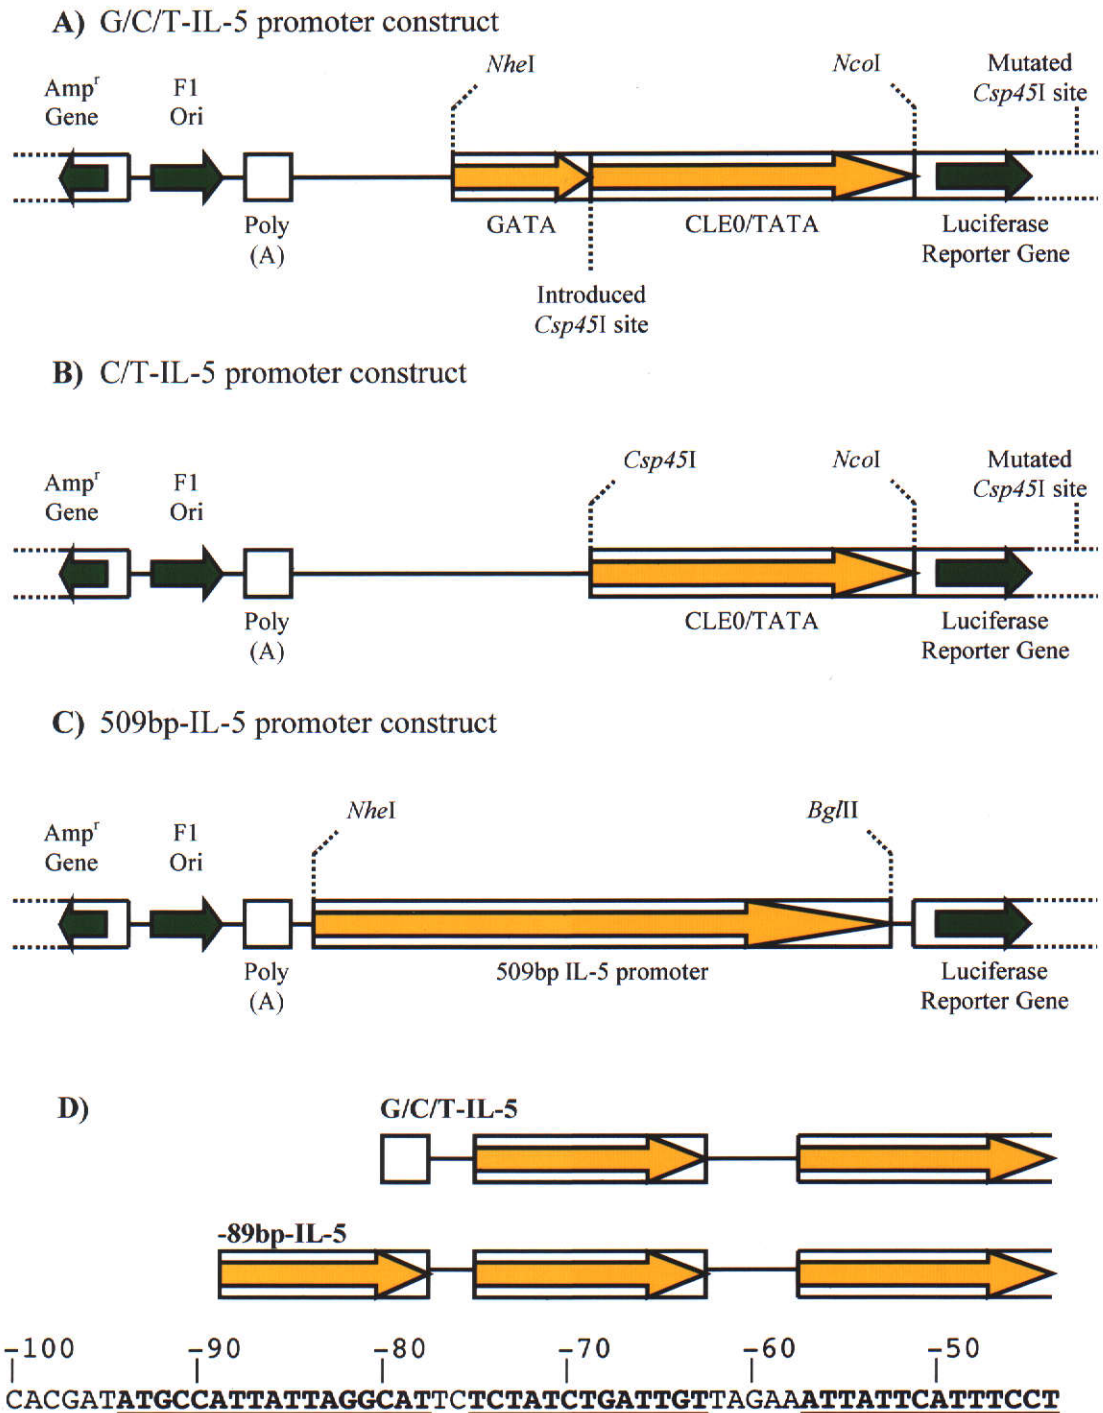 A) G/C/T-IL-5 promoter construct
NheI
NcoI
Mutated
Csp45I site
Ampr
Gene
F1
Ori
Poly
(A)
GATA
CLE0/TATA
Luciferase
Reporter Gene
Introduced
Csp45I site
B) C/T-IL-5 promoter construct
Csp45I
NcoI
Mutated
Csp45I site
Ampr
Gene
F1
Ori
Poly
(A)
CLE0/TATA
Luciferase
Reporter Gene
C) 509bp-IL-5 promoter construct
NheI
BglII
Ampr
Gene
F1
Ori
Poly
(A)
509bp IL-5 promoter
Luciferase
Reporter Gene
D)
G/C/T-IL-5
-89bp-IL-5
-100 -90 -80 -70 -60 -50
CACGATATGCCATTATTAGGCATTCTCTATCTGATTGTTAGAAATTATTCATTTCCT